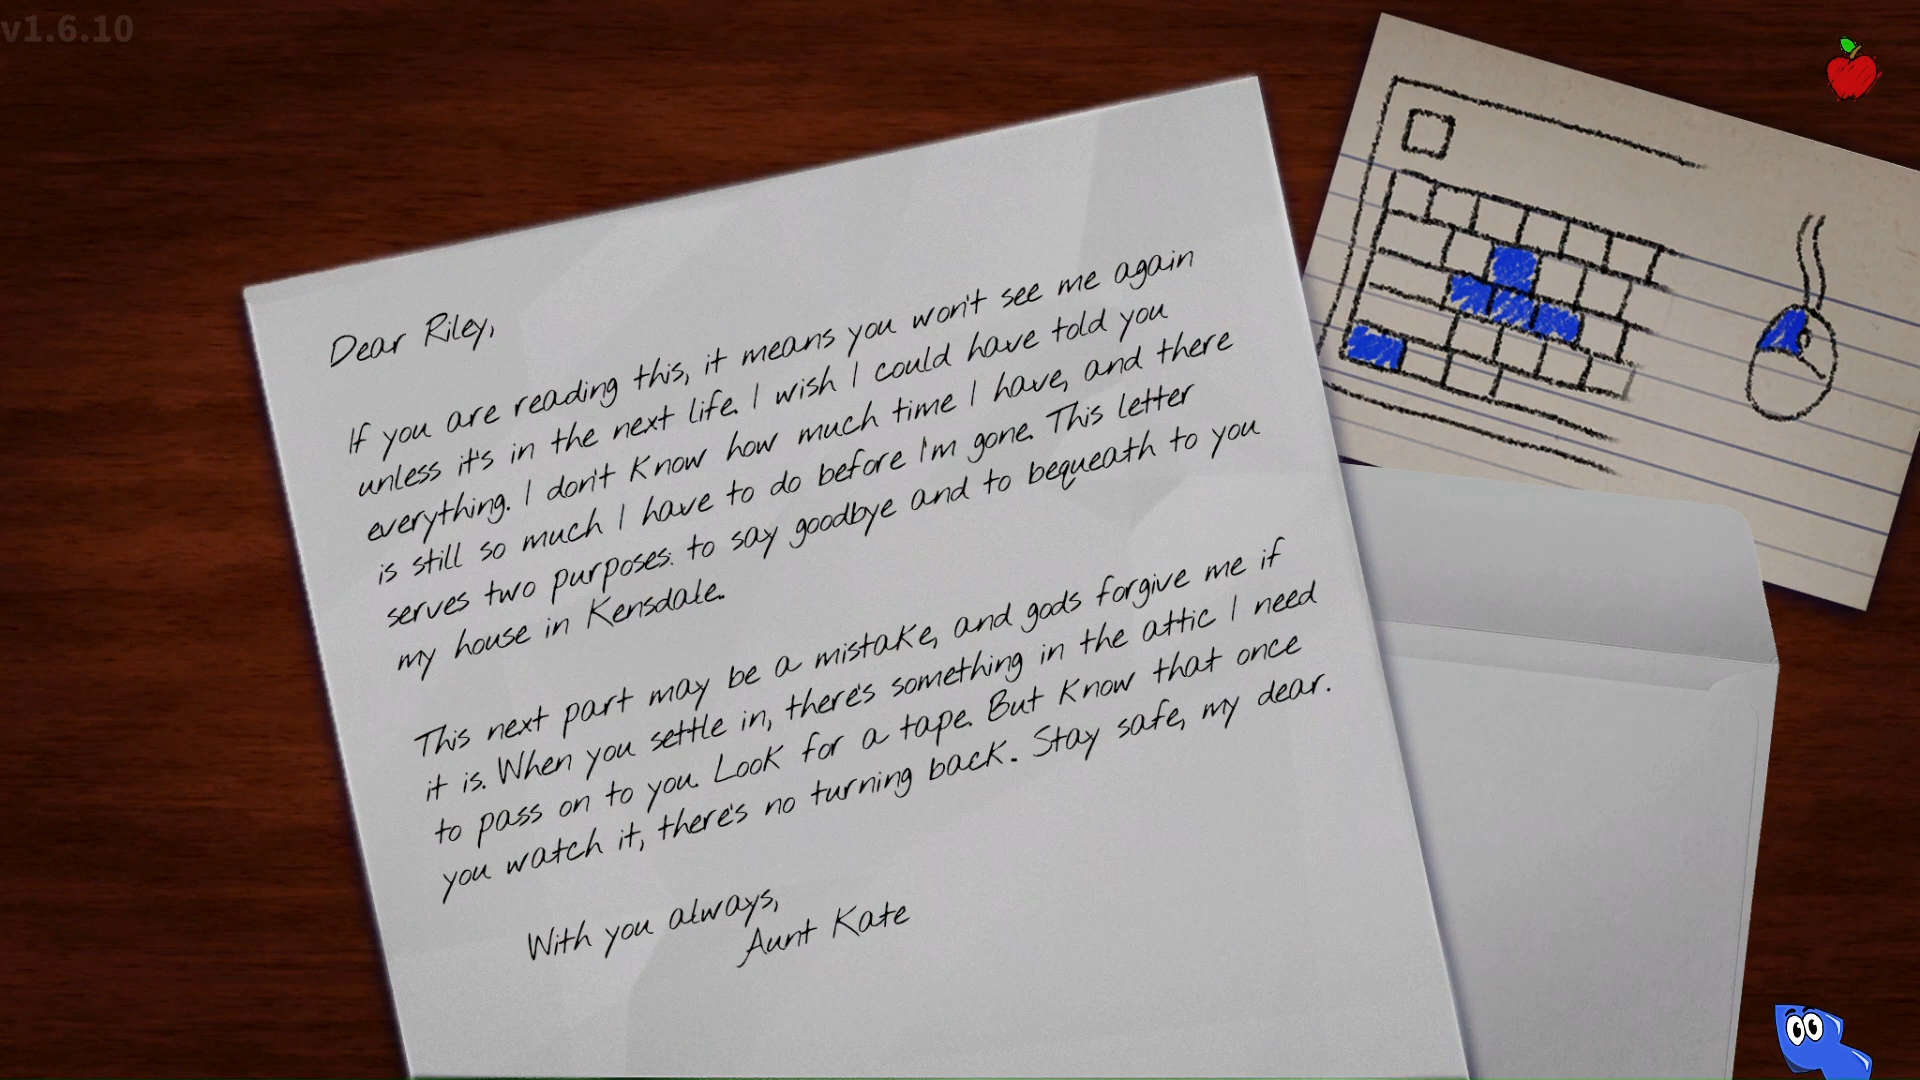 v1.6.10
Dear Riley,
If you are reading this, it means you won't see me again
unless it's in the next life. I wish I could have told you
everything. I don't know how much time I have, and there
is still so much I have to do before I'm gone. This letter
serves two purposes: to say goodbye and to bequeath to you
my house in Kensdale.
This next part may be a mistake, and gods forgive me if
it is. When you settle in, there's something in the attic I need
to pass on to you. Look for a tape. But know that once
you watch it, there's no turning back. Stay safe, my dear.
With you always,
Aunt Kate